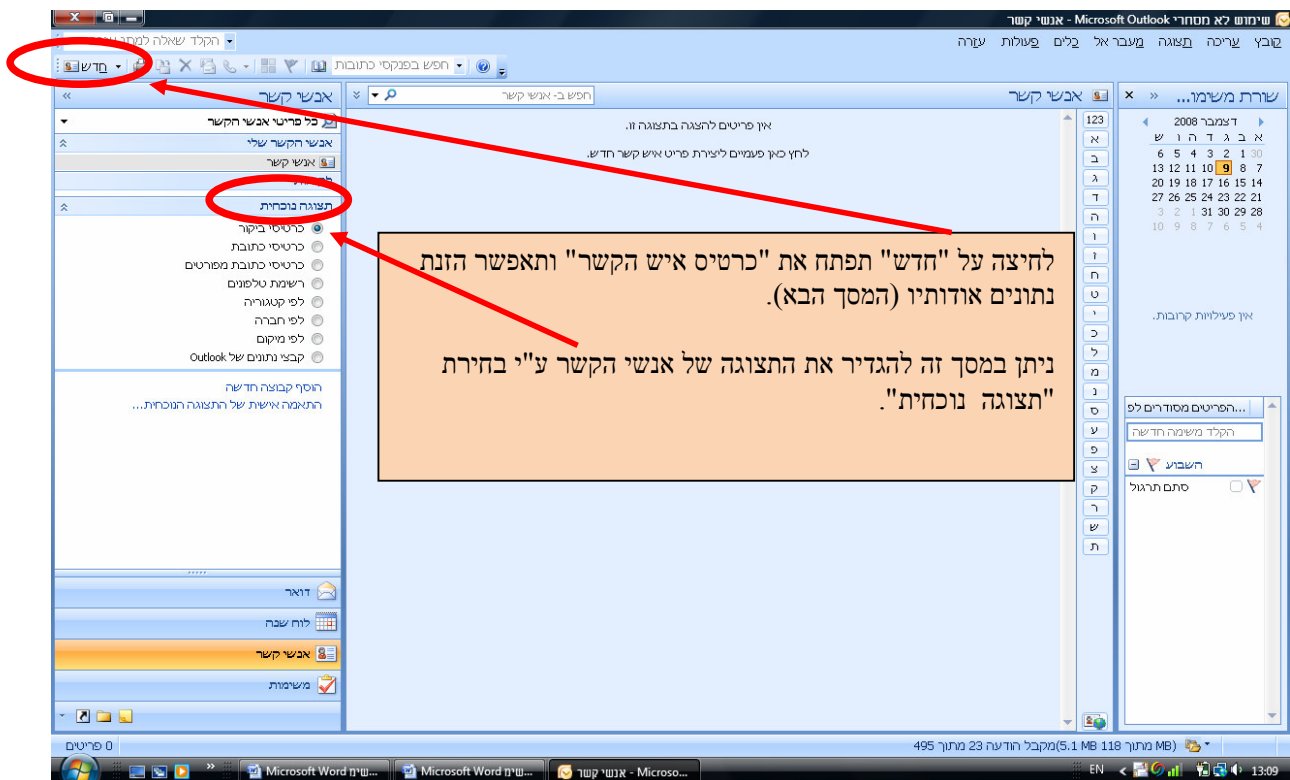 שימוש לא מסחרי Microsoft Outlook - אנשי קשר
קובץ עריכה תצוגה מעבר אל כלים פעולות עזרה
הקלד שאלה לממתנ
חדש
חפש בפנקסי כתובות
שורת משימו...
דצמבר 2008
א ב ג ד ה ו ש
30 1 2 3 4 5 6
7 8 9 10 11 12 13
14 15 16 17 18 19 20
21 22 23 24 25 26 27
28 29 30 31 1 2 3
4 5 6 7 8 9 10
אין פעילויות קרובות.
הפריטים מסודרים לפ...
הקלד משימה חדשה
השבוע
סתם תרגול
אנשי קשר
חפש ב- אנשי קשר
אין פריטים להצגה בתצוגה זו.
לחץ כאן פעמיים ליצירת פריט איש קשר חדש.
123
א
ב
ג
ד
ה
ו
ז
ח
ט
י
כ
ל
מ
נ
ס
ע
פ
צ
ק
ר
ש
ת
לחיצה על "חדש" תפתח את "כרטיס איש הקשר" ותאפשר הזנת
נתונים אודותיו (המסך הבא).
ניתן במסך זה להגדיר את התצוגה של אנשי הקשר ע"י בחירת
"תצוגה נוכחית".
אנשי קשר
כל פריטי אנשי הקשר
אנשי הקשר שלי
אנשי קשר
תצוגה נוכחית
כרטיסי ביקור
כרטיסי כתובת
כרטיסי כתובת מפורטים
רשימת טלפונים
לפי קטגוריה
לפי חברה
לפי מיקום
קבצי נתונים של Outlook
הוסף קבוצה חדשה
התאמה אישית של התצוגה הנוכחית...
דואר
לוח שנה
אנשי קשר
משימות
0 פריטים
מקבל הודעה 23 מתוך 495(5.1 MB מתוך 118 MB)
Microsoft Word שימ...
Microsoft Word שימ...
אנשי קשר - Microso...
EN
13:09